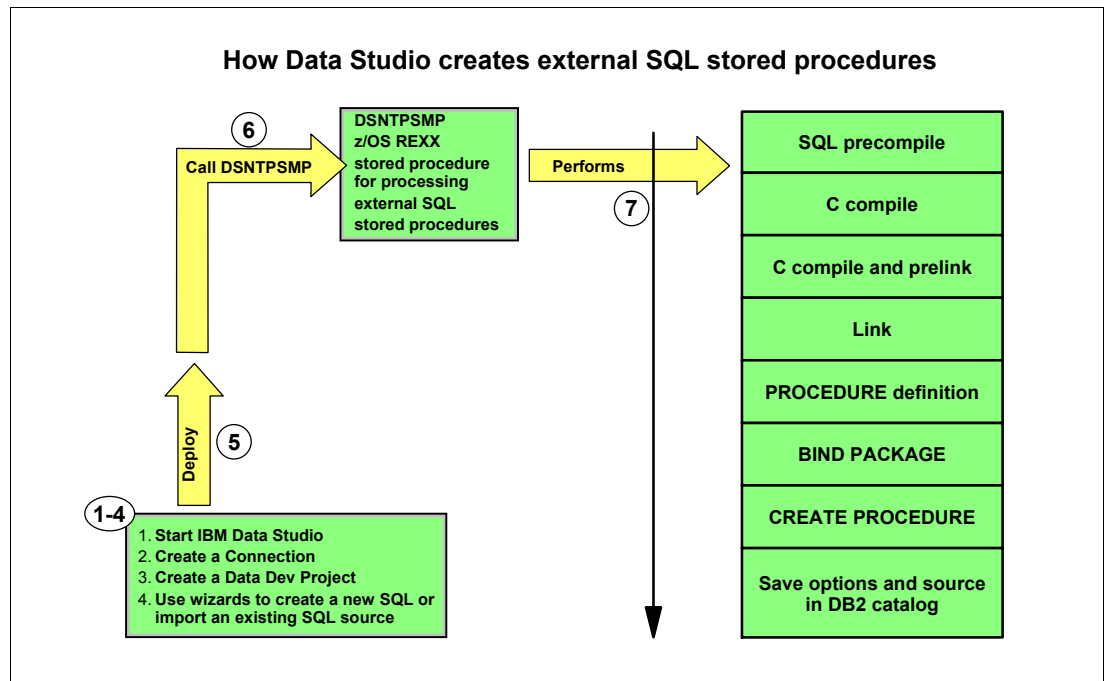 How Data Studio creates external SQL stored procedures
6
Call DSNTPSMP
DSNTPSMP
z/OS REXX
stored procedure
for processing
external SQL
stored procedures
Performs
7
SQL precompile
C compile
C compile and prelink
Link
PROCEDURE definition
BIND PACKAGE
CREATE PROCEDURE
Save options and source
in DB2 catalog
Deploy
5
1-4
1. Start IBM Data Studio
2. Create a Connection
3. Create a Data Dev Project
4. Use wizards to create a new SQL or
import an existing SQL source